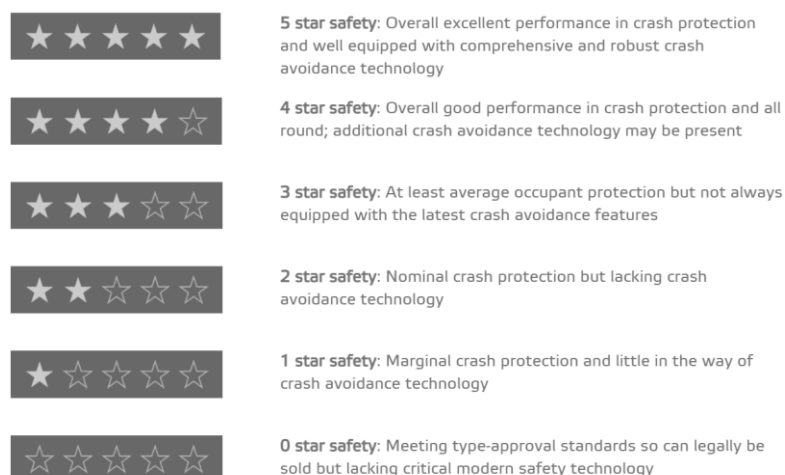 5 star safety: Overall excellent performance in crash protection
and well equipped with comprehensive and robust crash
avoidance technology
4 star safety: Overall good performance in crash protection and all
round; additional crash avoidance technology may be present
3 star safety: At least average occupant protection but not always
equipped with the latest crash avoidance features
2 star safety: Nominal crash protection but lacking crash
avoidance technology
1 star safety: Marginal crash protection and little in the way of
crash avoidance technology
0 star safety: Meeting type-approval standards so can legally be
sold but lacking critical modern safety technology